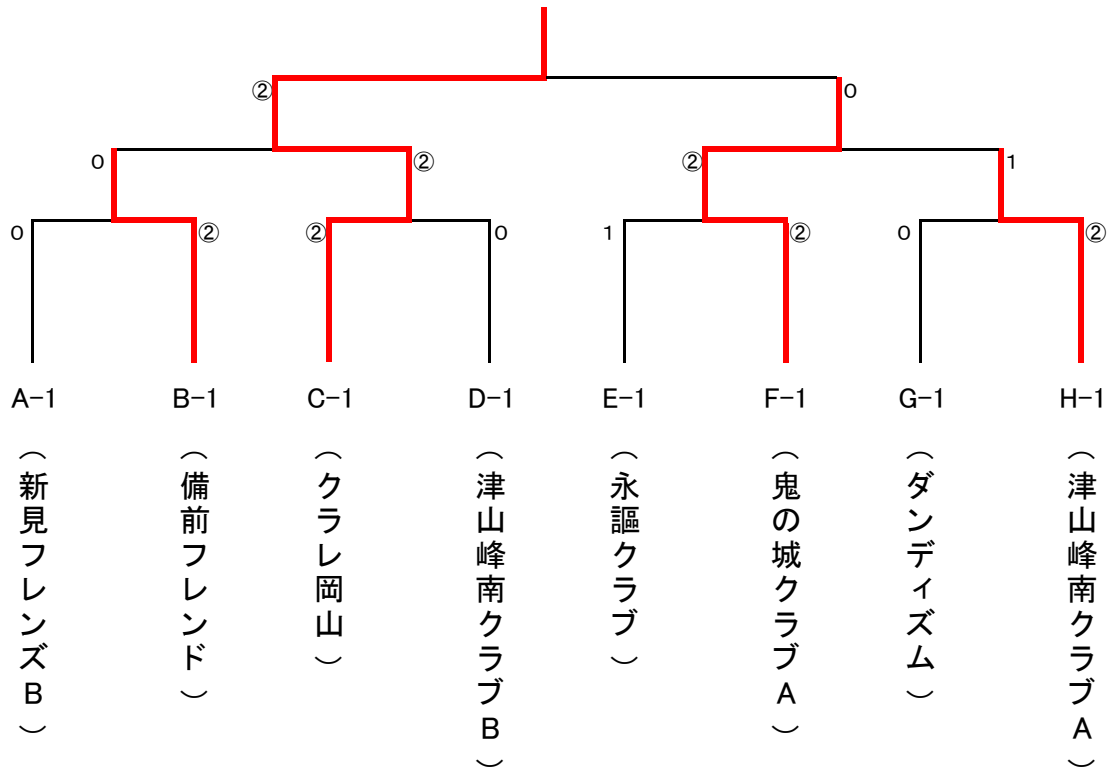 ② 0
0 ② ② 1
0 ② ② 0 1 ② 0 ②
A-1 B-1 C-1 D-1 E-1 F-1 G-1 H-1
（新見フレンズB）
（備前フレンド）
（クラレ岡山）
（津山峰南クラブB）
（永謳クラブ）
（鬼の城クラブA）
（ダンディズム）
（津山峰南クラブA）